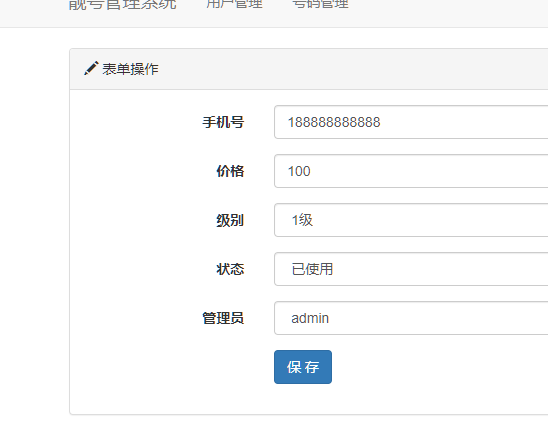 靓号管理系统 用户管理 号码管理
表单操作
手机号 188888888888
价格 100
级别 1级
状态 已使用
管理员 admin
保存